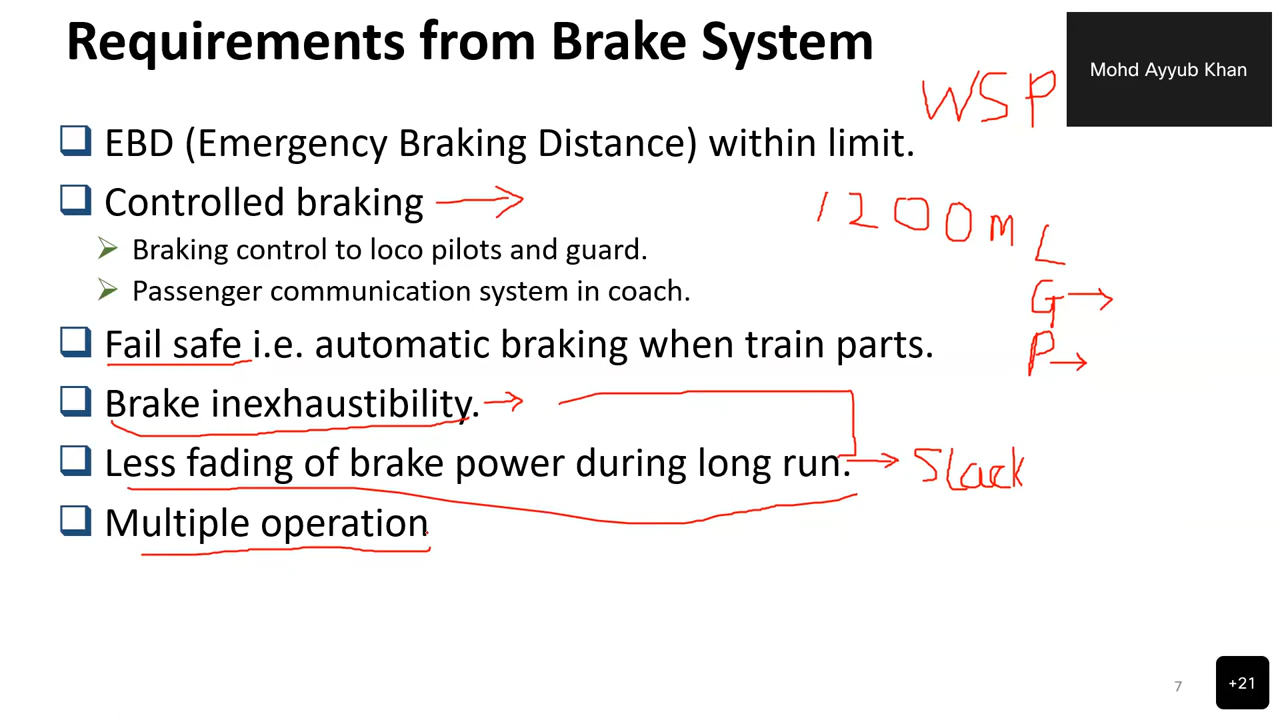 Requirements from Brake System
Mohd Ayyub Khan
WSP
EBD (Emergency Braking Distance) within limit.
Controlled braking
1200m
Braking control to loco pilots and guard.
L
Passenger communication system in coach.
G
Fail safe i.e. automatic braking when train parts.
P
Brake inexhaustibility.
Less fading of brake power during long run.
Slack
Multiple operation
7
+21